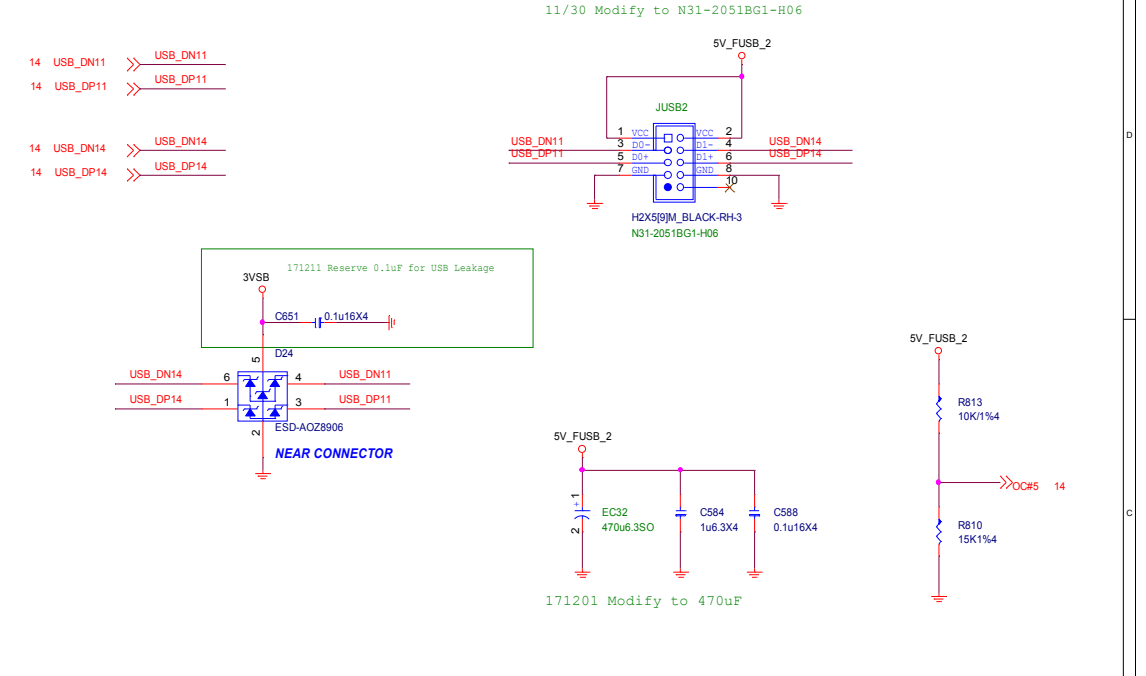 11/30 Modify to N31-2051BG1-H06
14 USB_DN11 USB_DN11
14 USB_DP11 USB_DP11
14 USB_DN14 USB_DN14
14 USB_DP14 USB_DP14
5V_FUSB_2
JUSB2
1 VCC VCC 2
USB_DN11 3 D0- D1- 4 USB_DN14
USB_DP11 5 D0+ D1+ 6 USB_DP14
7 GND GND 8
10
H2X5[9]M_BLACK-RH-3
N31-2051BG1-H06
D
171211 Reserve 0.1uF for USB Leakage
3VSB
C651 0.1u16X4
D24
5
USB_DN14 6 4 USB_DN11
USB_DP14 1 3 USB_DP11
2
ESD-AOZ8906
NEAR CONNECTOR
5V_FUSB_2
+ 1
2
EC32
470u6.3SO
C584
1u6.3X4
C588
0.1u16X4
171201 Modify to 470uF
5V_FUSB_2
R813
10K/1%4
OC#5 14
R810
15K1%4
C